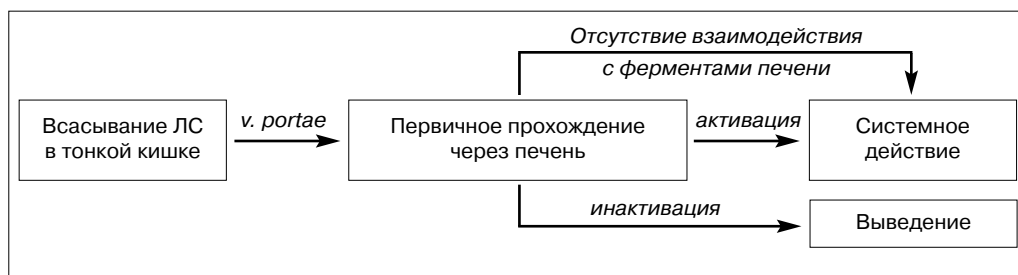 Отсутствие взаимодействия
с ферментами печени
Всасывание ЛС
в тонкой кишке
v. portae
Первичное прохождение
через печень
активация
Системное
действие
инактивация
Выведение